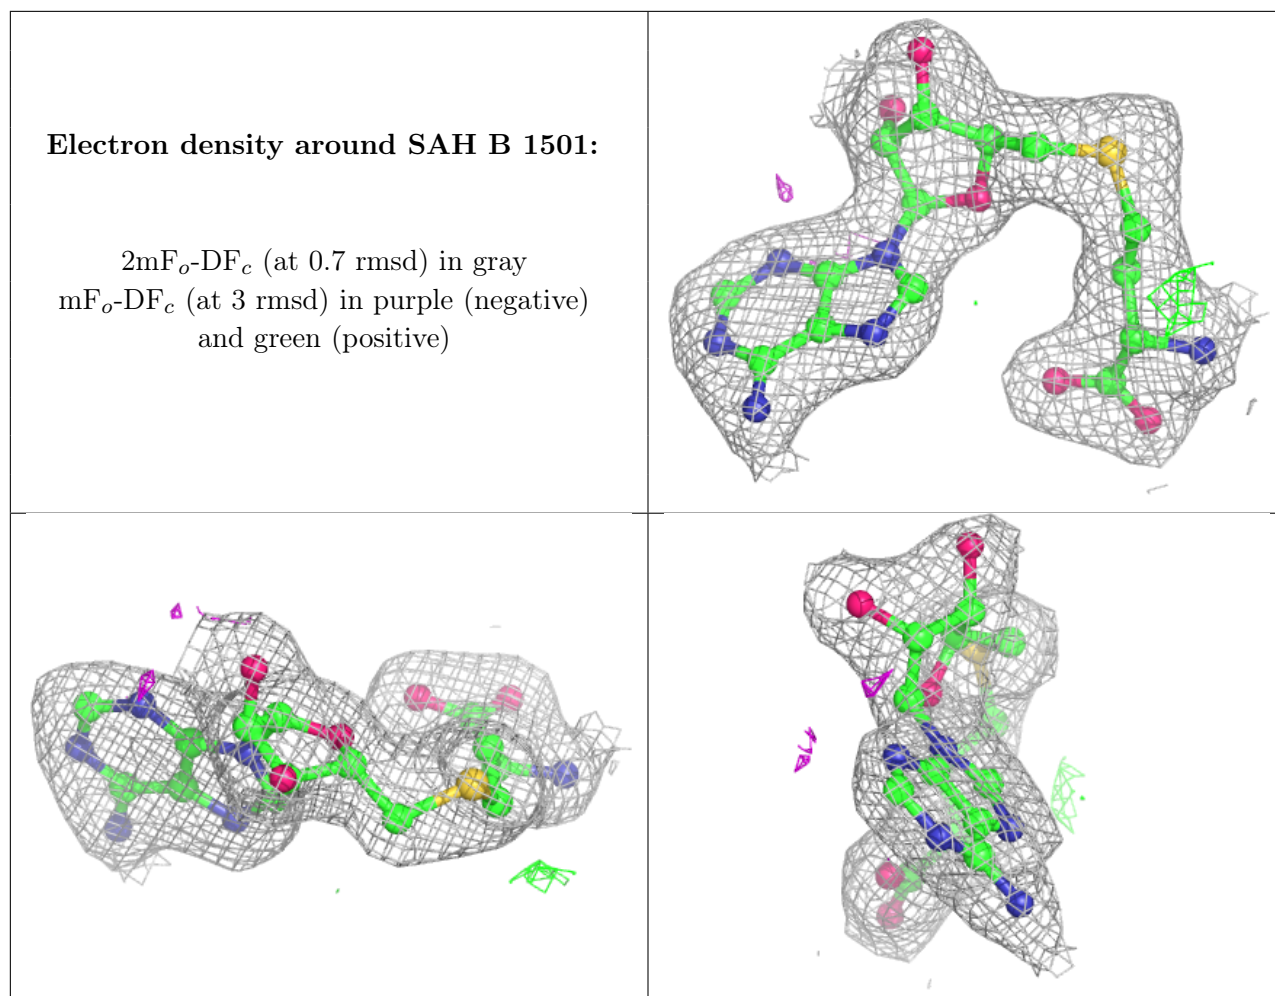 Electron density around SAH B 1501:
2mFo-DFc (at 0.7 rmsd) in gray
mFo-DFc (at 3 rmsd) in purple (negative)
and green (positive)